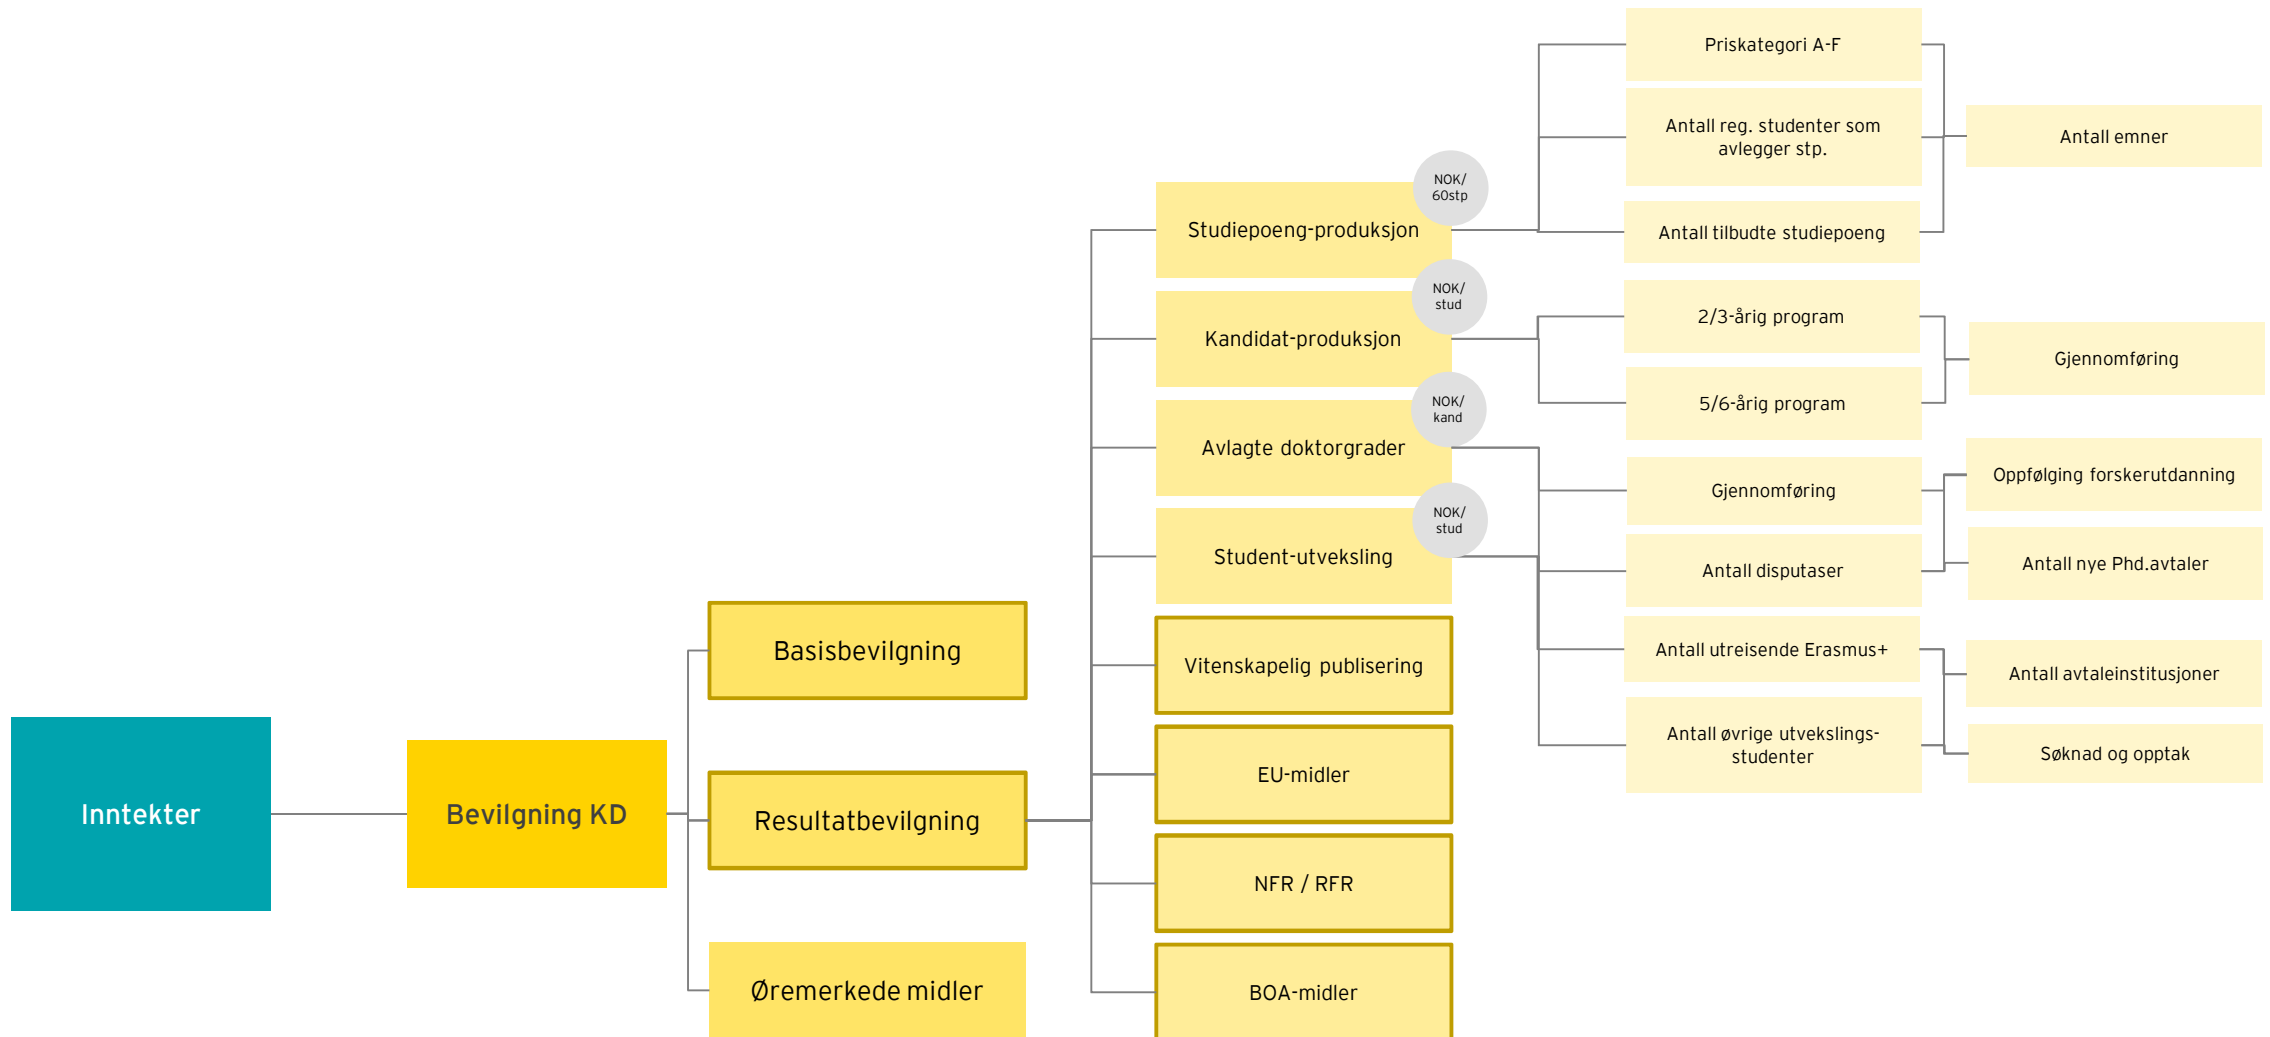 Inntekter
Bevilgning KD
Basisbevilgning
Resultatbevilgning
Øremerkede midler
Studiepoeng-produksjon
NOK/
60stp
Kandidat-produksjon
NOK/
stud
Avlagte doktorgrader
NOK/
kand
Student-utveksling
NOK/
stud
Vitenskapelig publisering
EU-midler
NFR / RFR
BOA-midler
Priskategori A-F
Antall reg. studenter som
avlegger stp.
Antall tilbudte studiepoeng
2/3-årig program
5/6-årig program
Gjennomføring
Antall disputaser
Antall utreisende Erasmus+
Antall øvrige utvekslings-
studenter
Antall emner
Gjennomføring
Oppfølging forskerutdanning
Antall nye Phd.avtaler
Antall avtaleinstitusjoner
Søknad og opptak